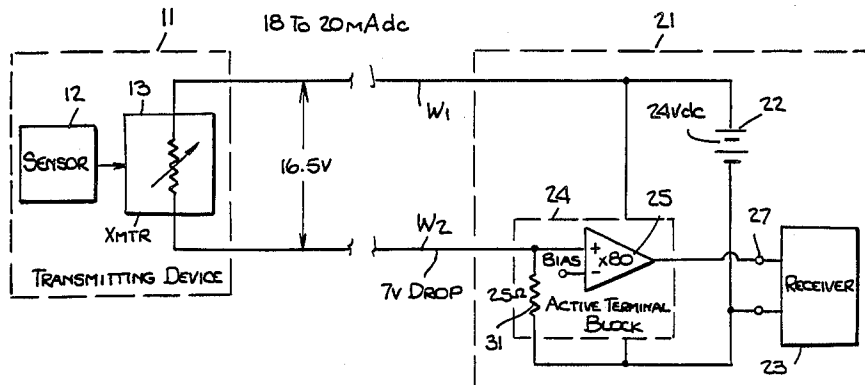 11
18 TO 20MAdc
21
12
13
SENSOR
XMTR
TRANSMITTING DEVICE
16.5V
W1
W2
7V DROP
24Vdc
22
24
25
27
BIAS
+
-
x80
25Ω
31
ACTIVE TERMINAL
BLOCK
RECEIVER
23